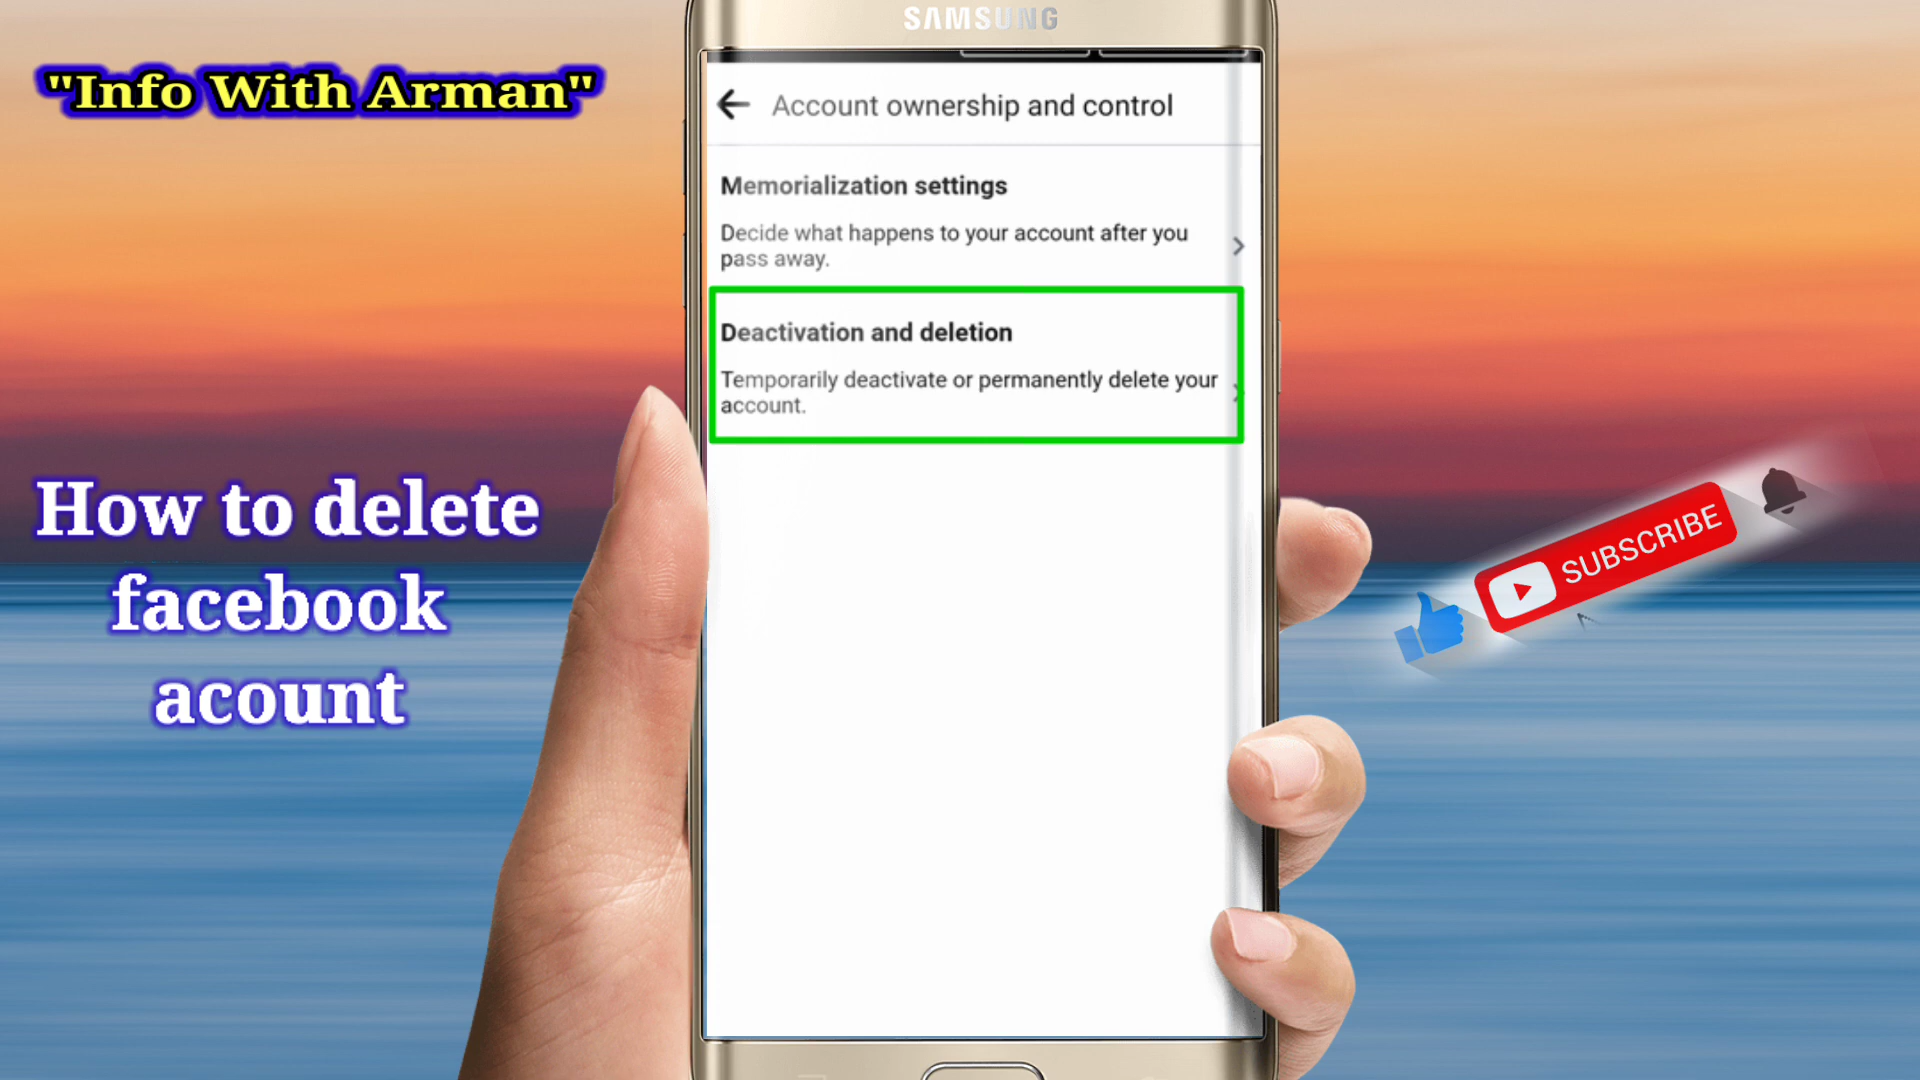 SAMSUNG
"Info With Arman"
Account ownership and control
Memorialization settings
Decide what happens to your account after you
pass away.
Deactivation and deletion
Temporarily deactivate or permanently delete your
account.
How to delete
facebook
acount
SUBSCRIBE